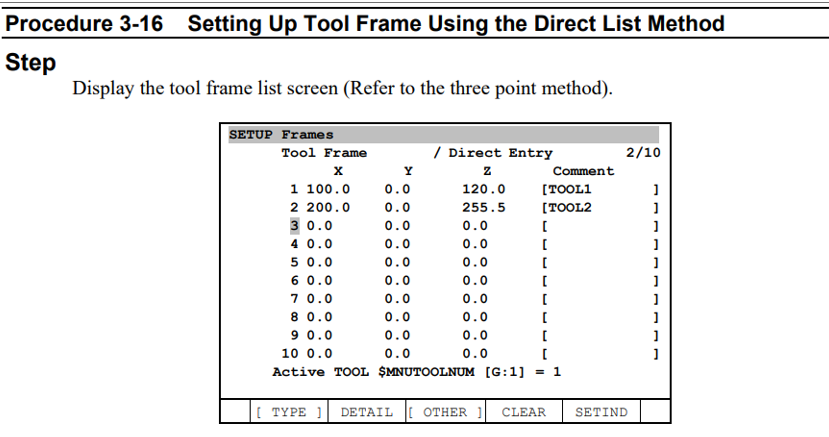 Procedure 3-16 Setting Up Tool Frame Using the Direct List Method
Step
Display the tool frame list screen (Refer to the three point method).
SETUP Frames
Tool Frame / Direct Entry 2/10
X Y Z Comment
1 100.0 0.0 120.0 [TOOL1 ]
2 200.0 0.0 255.5 [TOOL2 ]
3 0.0 0.0 0.0 [ ]
4 0.0 0.0 0.0 [ ]
5 0.0 0.0 0.0 [ ]
6 0.0 0.0 0.0 [ ]
7 0.0 0.0 0.0 [ ]
8 0.0 0.0 0.0 [ ]
9 0.0 0.0 0.0 [ ]
10 0.0 0.0 0.0 [ ]
Active TOOL $MNUTOOLNUM [G:1] = 1
[ TYPE ] DETAIL [ OTHER ] CLEAR SETIND